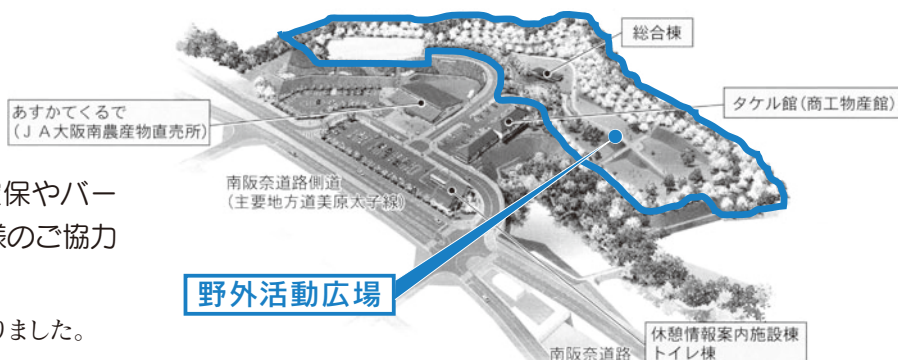 総合棟
タケル館(商工物産館)
あすかてくるで
(JA大阪南農産物直売所)
南阪奈道路側道
(主要地方道美原太子線)
保やバー
様のご協力
野外活動広場
りました。
休憩情報案内施設棟
トイレ棟
南阪奈道路